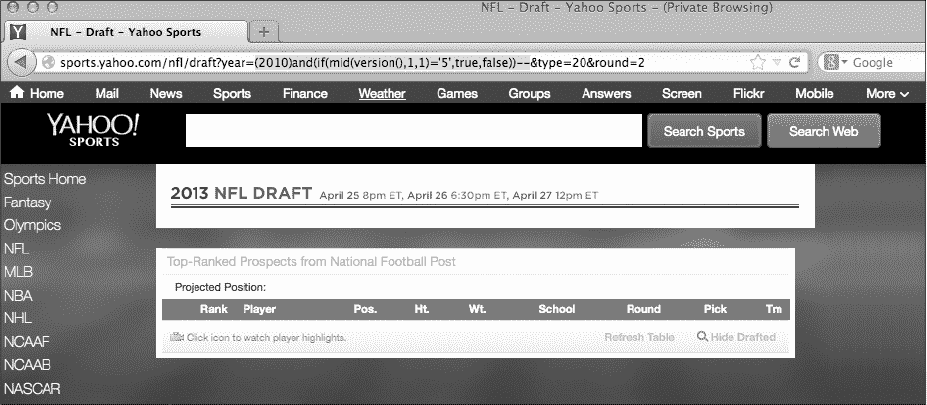 NFL – Draft – Yahoo Sports – (Private Browsing)
Y NFL – Draft – Yahoo Sports +
sports.yahoo.com/nfl/draft?year=(2010)and(if(mid(version(),1,1)='5',true,false))--&type=20&round=2 8 Google
Home Mail News Sports Finance Weather Games Groups Answers Screen Flickr Mobile More
YAHOO! SPORTS Search Sports Search Web
Sports Home
Fantasy
Olympics
NFL
MLB
NBA
NHL
NCAAF
NCAAB
NASCAR
2013 NFL DRAFT April 25 8pm ET, April 26 6:30pm ET, April 27 12pm ET
Top-Ranked Prospects from National Football Post
Projected Position:
Rank Player Pos. Ht. Wt. School Round Pick Tm
Click icon to watch player highlights. Refresh Table Hide Drafted